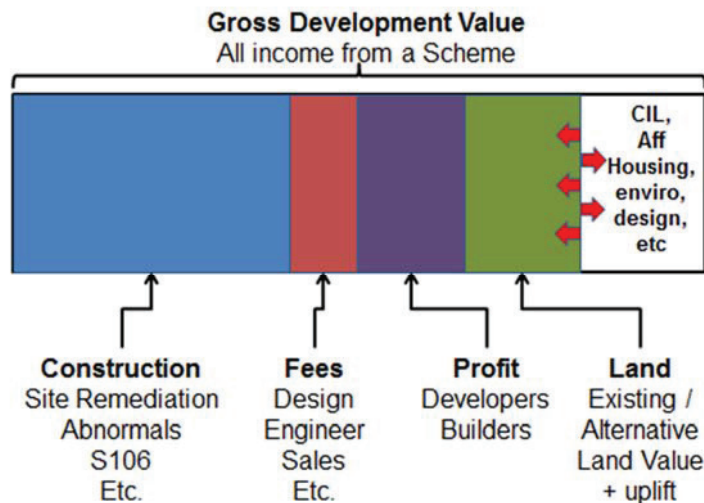 Gross Development Value
All income from a Scheme
CIL,
Aff
Housing,
enviro,
design,
etc
Construction
Site Remediation
Abnormals
S106
Etc.
Fees
Design
Engineer
Sales
Etc.
Profit
Developers
Builders
Land
Existing /
Alternative
Land Value
+ uplift